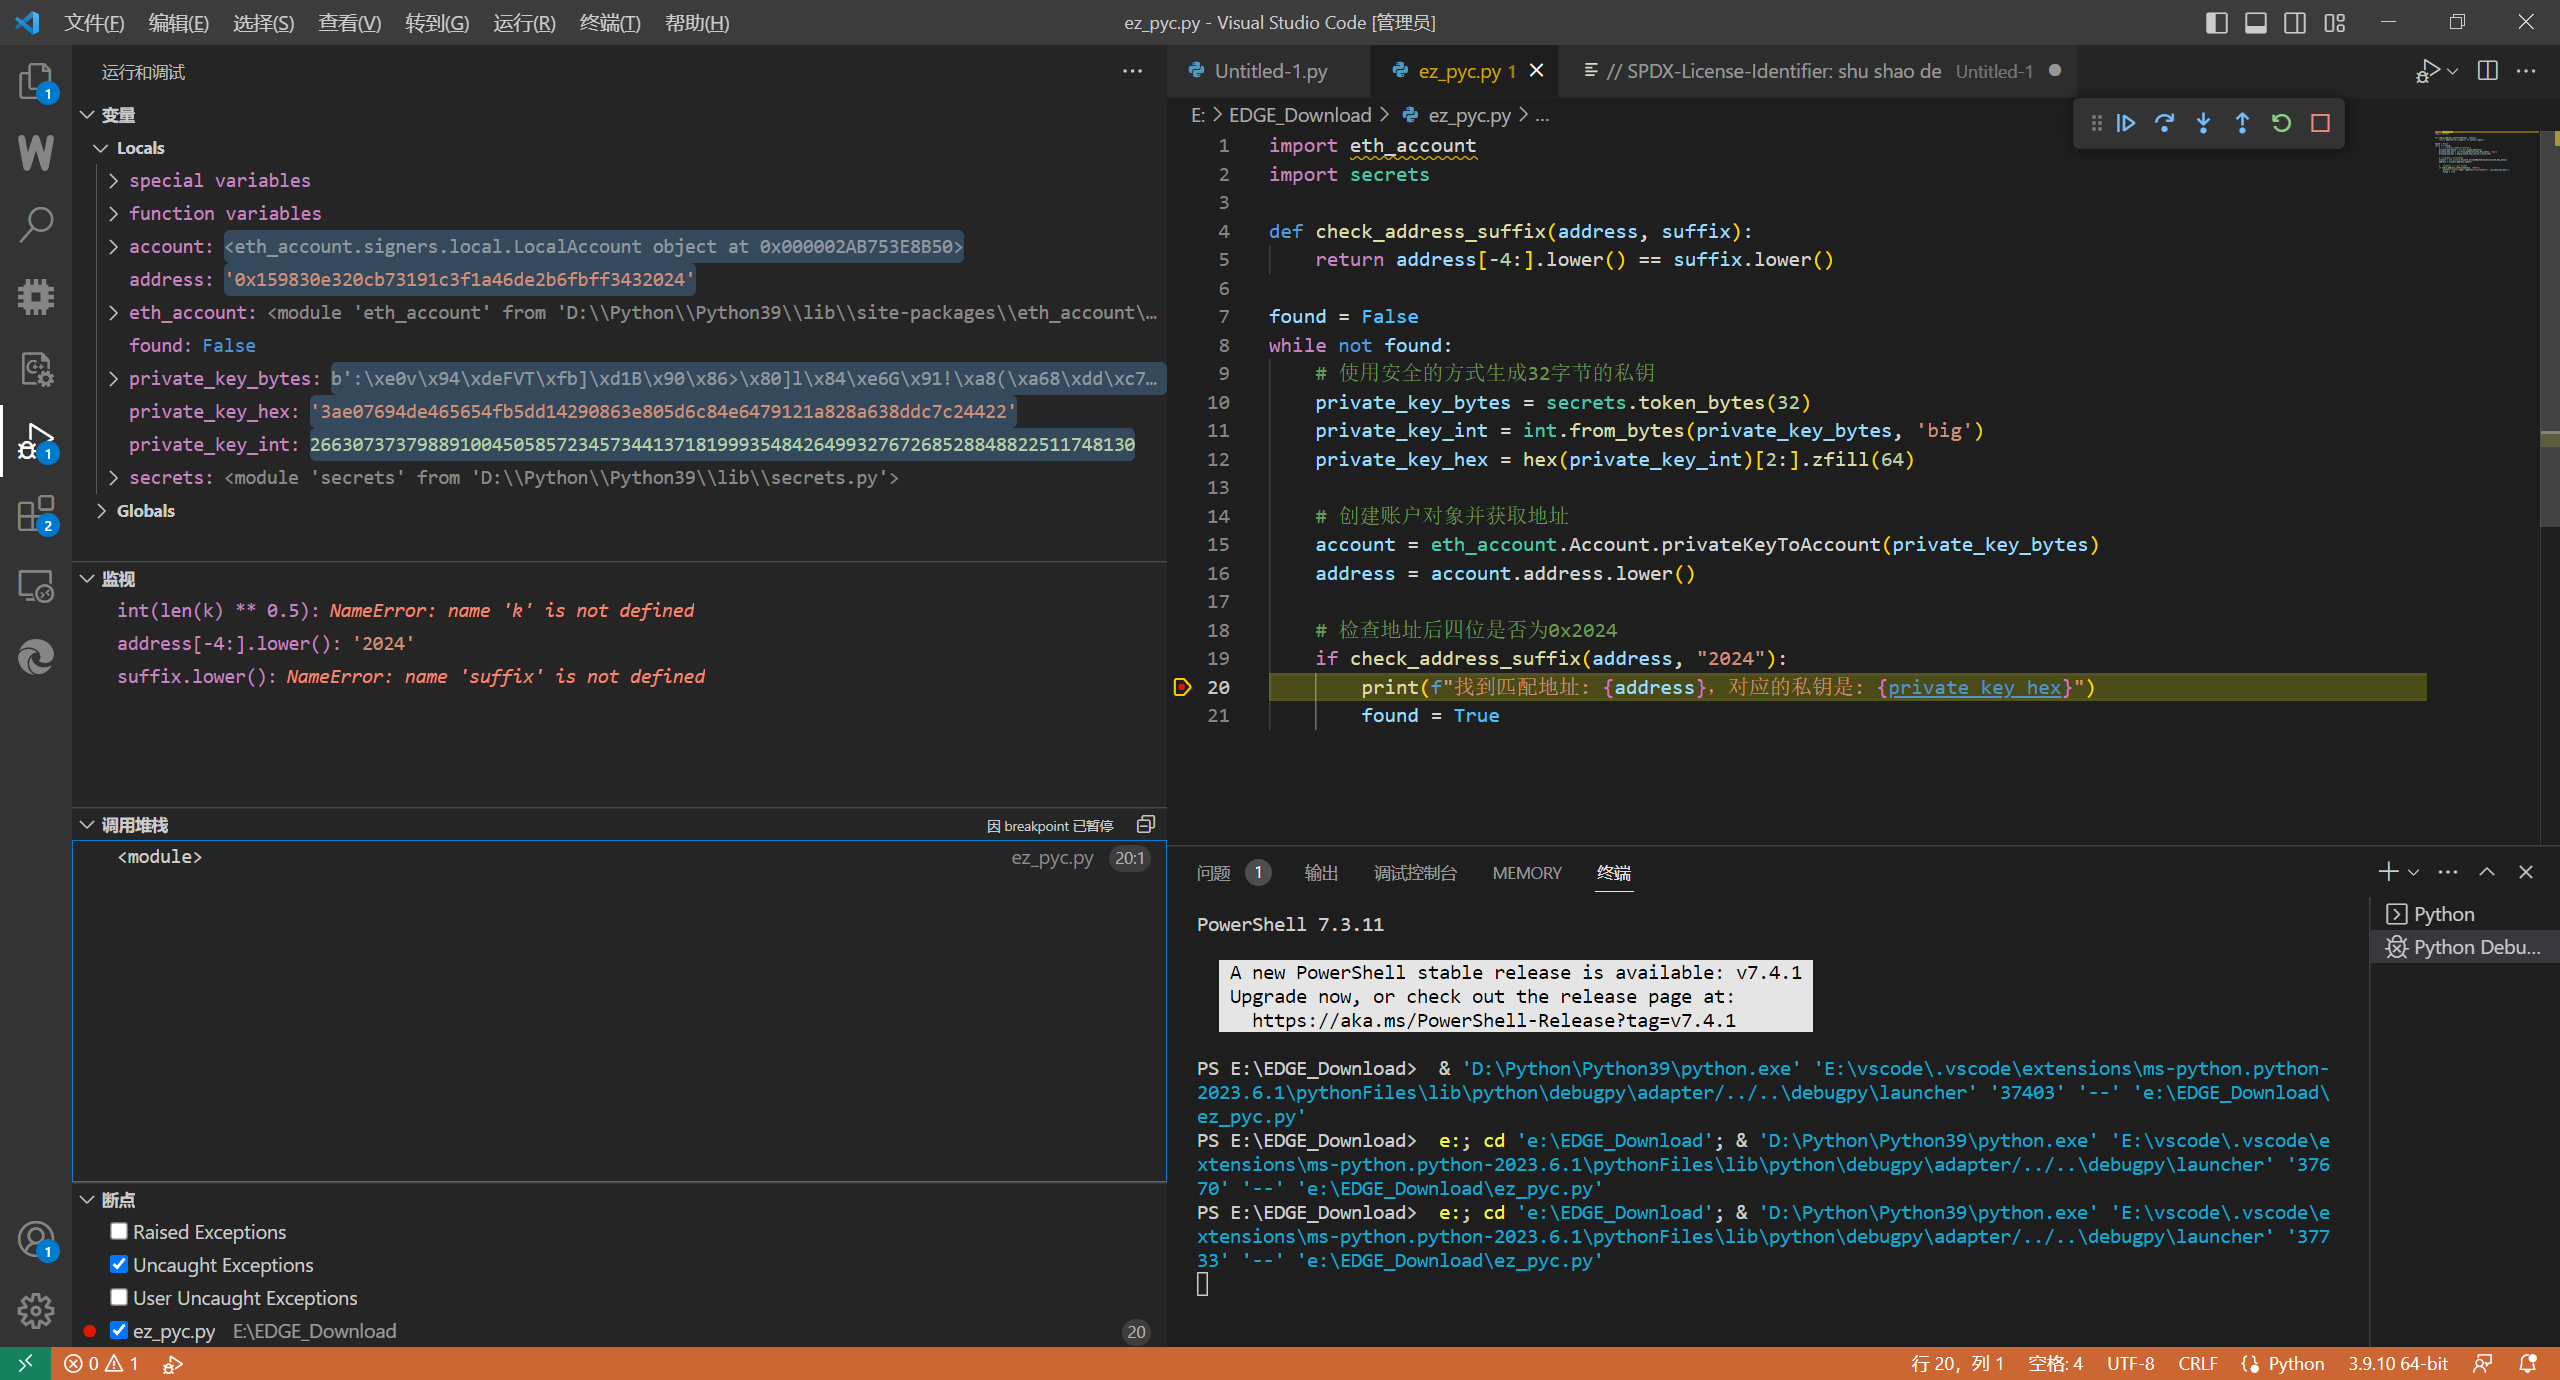 文件(F) 编辑(E) 选择(S) 查看(V) 转到(G) 运行(R) 终端(T) 帮助(H)
ez_pyc.py - Visual Studio Code [管理员]
运行和调试
变量
Locals
special variables
function variables
account: <eth_account.signers.local.LocalAccount object at 0x000002AB753E8B50>
address: '0x159830e320cb73191c3f1a46de2b6fbff3432024'
eth_account: <module 'eth_account' from 'D:\\Python\\Python39\\lib\\site-packages\\eth_account\…
found: False
private_key_bytes: b':\xe0v\x94\xdeFVT\xfb]\xd1B\x90\x86>\x80]l\x84\xe6G\x91!\xa8(\xa68\xdd\xc7…
private_key_hex: '3ae07694de465654fb5dd14290863e805d6c84e6479121a828a638ddc7c24422'
private_key_int: 26630737379889100450585723457344137181999354842649932767268528848822511748130
secrets: <module 'secrets' from 'D:\\Python\\Python39\\lib\\secrets.py'>
Globals
监视
int(len(k) ** 0.5): NameError: name 'k' is not defined
address[-4:].lower(): '2024'
suffix.lower(): NameError: name 'suffix' is not defined
调用堆栈 因 breakpoint 已暂停
<module> ez_pyc.py 20:1
断点
Raised Exceptions
Uncaught Exceptions
User Uncaught Exceptions
ez_pyc.py E:\EDGE_Download 20
1
1
2
1
Untitled-1.py ez_pyc.py 1 // SPDX-License-Identifier: shu shao de Untitled-1
E: > EDGE_Download > ez_pyc.py > ...
1 import eth_account
2 import secrets
3
4 def check_address_suffix(address, suffix):
5 return address[-4:].lower() == suffix.lower()
6
7 found = False
8 while not found:
9 # 使用安全的方式生成32字节的私钥
10 private_key_bytes = secrets.token_bytes(32)
11 private_key_int = int.from_bytes(private_key_bytes, 'big')
12 private_key_hex = hex(private_key_int)[2:].zfill(64)
13
14 # 创建账户对象并获取地址
15 account = eth_account.Account.privateKeyToAccount(private_key_bytes)
16 address = account.address.lower()
17
18 # 检查地址后四位是否为0x2024
19 if check_address_suffix(address, "2024"):
20 print(f"找到匹配地址: {address}, 对应的私钥是: {private_key_hex}")
21 found = True
问题 1 输出 调试控制台 MEMORY 终端
PowerShell 7.3.11
A new PowerShell stable release is available: v7.4.1
Upgrade now, or check out the release page at:
https://aka.ms/PowerShell-Release?tag=v7.4.1
PS E:\EDGE_Download> & 'D:\Python\Python39\python.exe' 'E:\vscode\.vscode\extensions\ms-python.python-
2023.6.1\pythonFiles\lib\python\debugpy\adapter/../..\debugpy\launcher' '37403' '--' 'e:\EDGE_Download\
ez_pyc.py'
PS E:\EDGE_Download> e:; cd 'e:\EDGE_Download'; & 'D:\Python\Python39\python.exe' 'E:\vscode\.vscode\e
xtensions\ms-python.python-2023.6.1\pythonFiles\lib\python\debugpy\adapter/../..\debugpy\launcher' '376
70' '--' 'e:\EDGE_Download\ez_pyc.py'
PS E:\EDGE_Download> e:; cd 'e:\EDGE_Download'; & 'D:\Python\Python39\python.exe' 'E:\vscode\.vscode\e
xtensions\ms-python.python-2023.6.1\pythonFiles\lib\python\debugpy\adapter/../..\debugpy\launcher' '377
33' '--' 'e:\EDGE_Download\ez_pyc.py'
Python
Python Debu...
0 1
行 20，列 1 空格: 4 UTF-8 CRLF Python 3.9.10 64-bit